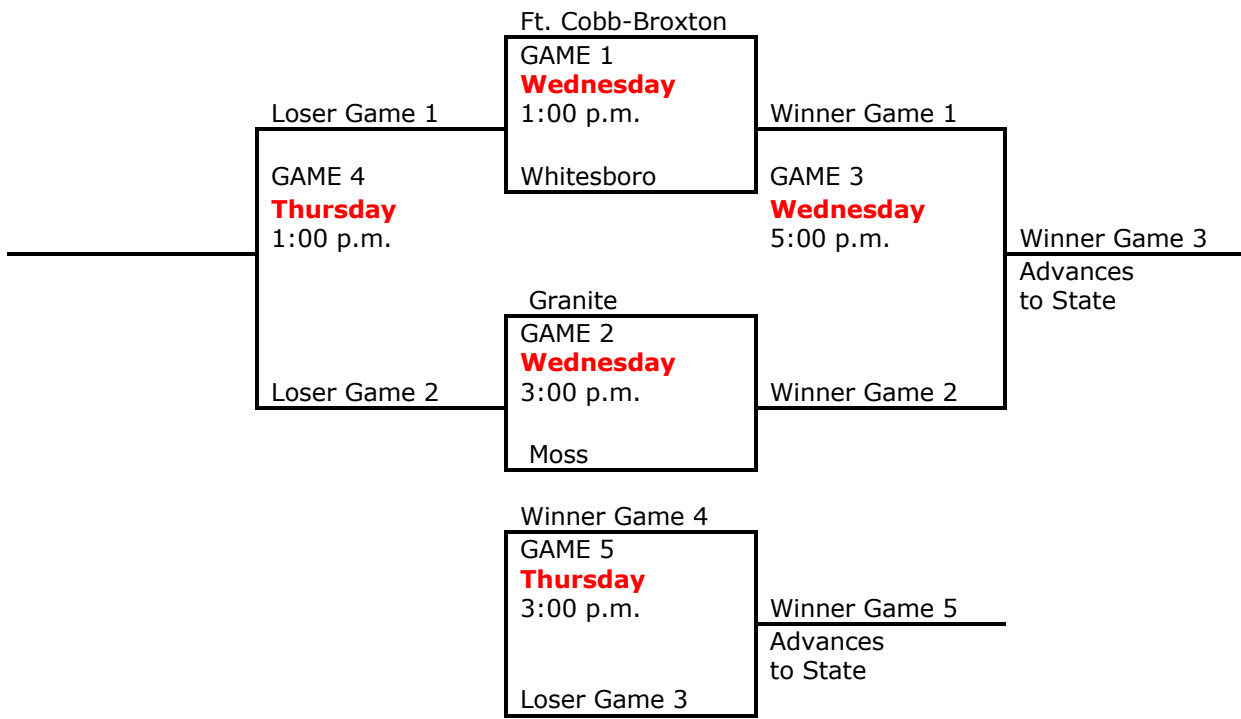 Ft. Cobb-Broxton
GAME 1
Wednesday
1:00 p.m.
Loser Game 1
Winner Game 1
GAME 4
Whitesboro
GAME 3
Thursday
Wednesday
1:00 p.m.
5:00 p.m.
Winner Game 3
Advances
to State
Granite
GAME 2
Wednesday
3:00 p.m.
Loser Game 2
Winner Game 2
Moss
Winner Game 4
GAME 5
Thursday
3:00 p.m.
Winner Game 5
Advances
to State
Loser Game 3